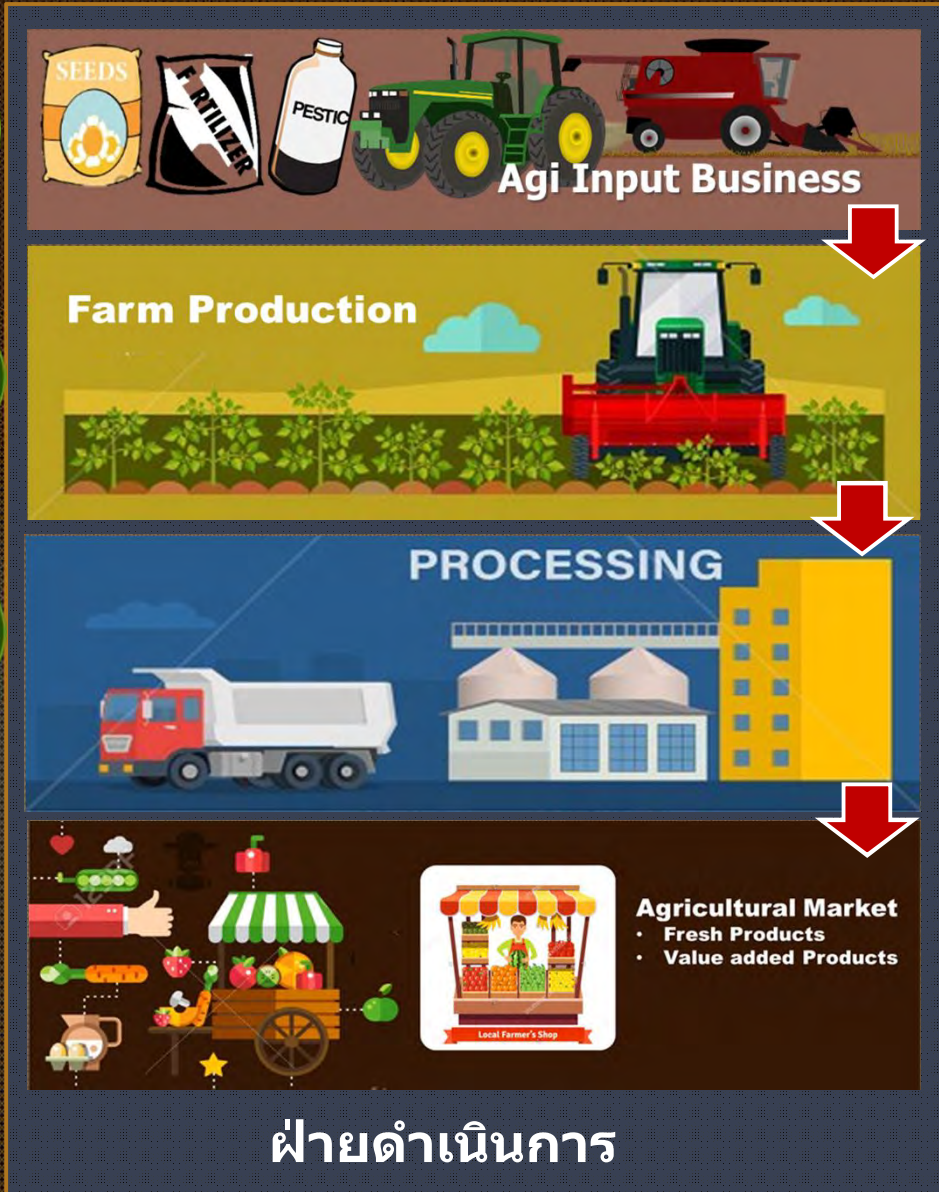 SEEDS
FERTILIZER
PESTIC
Agi Input Business
Farm Production
PROCESSING
Agricultural Market
• Fresh Products
• Value added Products
Local Farmer's Shop
ฝ่ายดำเนินการ